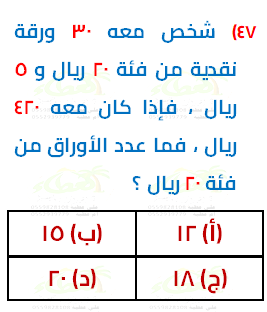 ٤٧) شخص معه ٣٠ ورقة
نقدية من فئة ٢٠ ريال و ٥
ريال ، فإذا كان معه ٤٢٠
ريال ، فما عدد الأوراق من
فئة ٢٠ ريال ؟
(أ) ١٢
(ب) ١٥
(ج) ١٨
(د) ٢٠